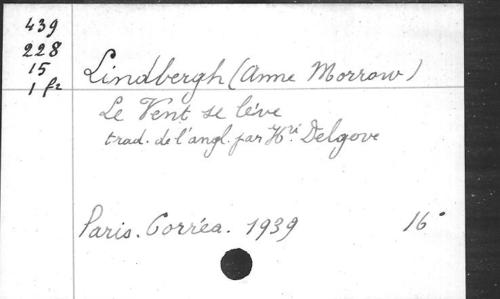 439
228
15
1 fr
Lindbergh (Anne Morrow)
Le Vent se lève
trad. de l'angl. par Hri Delgove
Paris. Corréa. 1939 16°